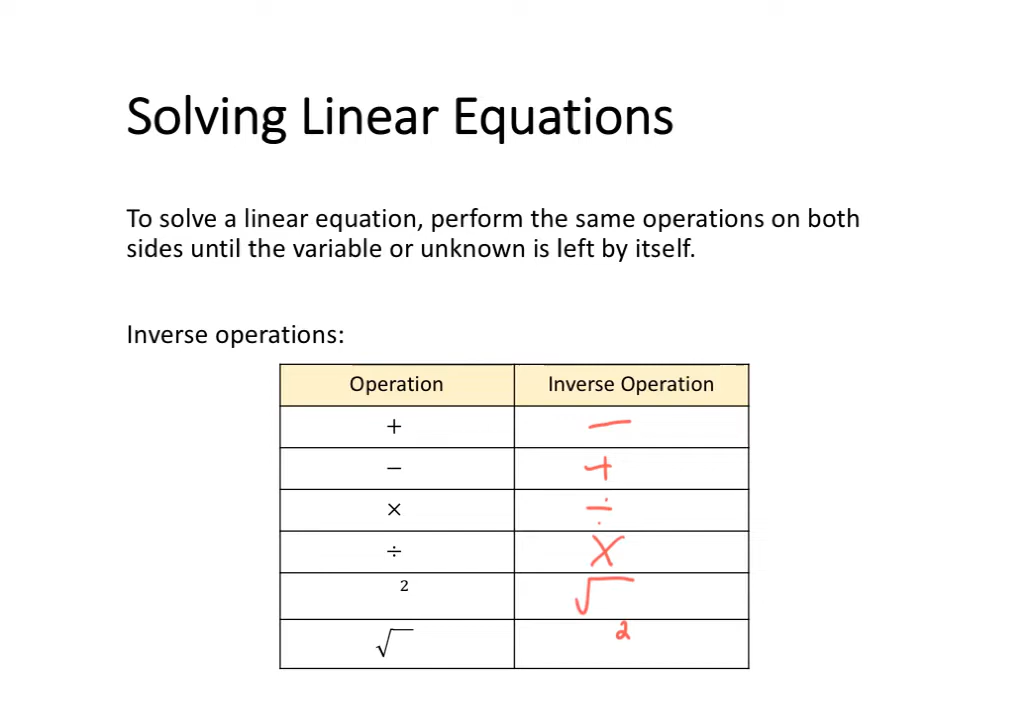 Solving Linear Equations
To solve a linear equation, perform the same operations on both
sides until the variable or unknown is left by itself.
Inverse operations:
Operation Inverse Operation
+ −
− +
× ÷
÷ ×
² √
√ ²